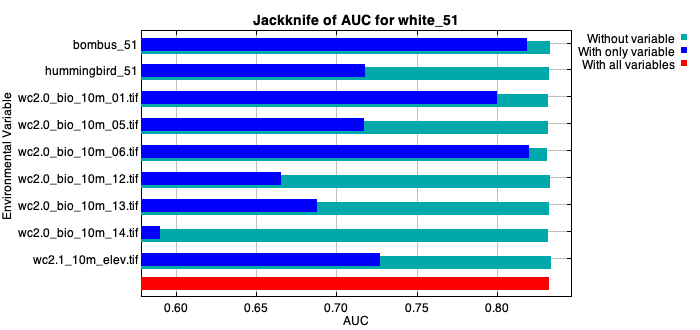 Jackknife of AUC for white_51
Without variable
With only variable
With all variables
Environmental Variable
bombus_51
hummingbird_51
wc2.0_bio_10m_01.tif
wc2.0_bio_10m_05.tif
wc2.0_bio_10m_06.tif
wc2.0_bio_10m_12.tif
wc2.0_bio_10m_13.tif
wc2.0_bio_10m_14.tif
wc2.1_10m_elev.tif
0.60 0.65 0.70 0.75 0.80
AUC